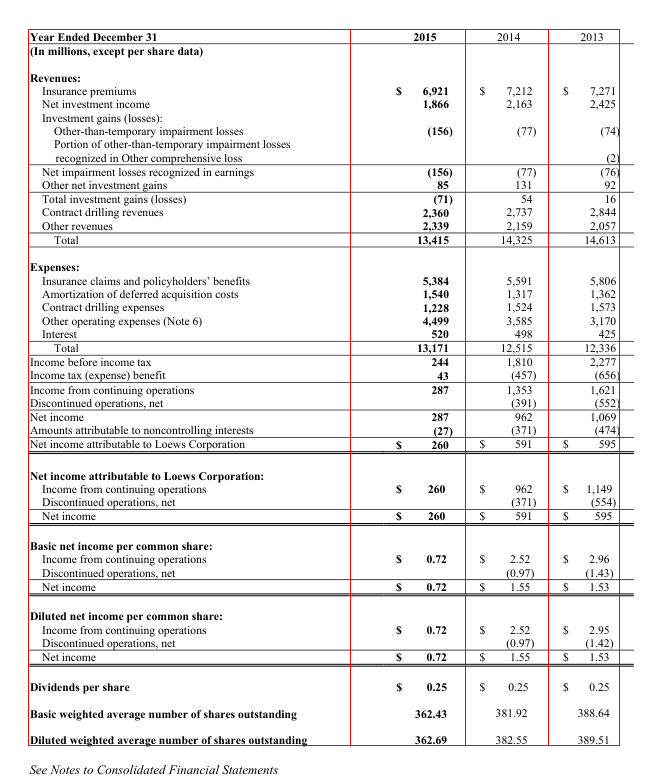 Year Ended December 31 2015 2014 2013
(In millions, except per share data)
Revenues:
Insurance premiums $ 6,921 $ 7,212 $ 7,271
Net investment income 1,866 2,163 2,425
Investment gains (losses):
Other-than-temporary impairment losses (156) (77) (74)
Portion of other-than-temporary impairment losses
recognized in Other comprehensive loss (2)
Net impairment losses recognized in earnings (156) (77) (76)
Other net investment gains 85 131 92
Total investment gains (losses) (71) 54 16
Contract drilling revenues 2,360 2,737 2,844
Other revenues 2,339 2,159 2,057
Total 13,415 14,325 14,613
Expenses:
Insurance claims and policyholders' benefits 5,384 5,591 5,806
Amortization of deferred acquisition costs 1,540 1,317 1,362
Contract drilling expenses 1,228 1,524 1,573
Other operating expenses (Note 6) 4,499 3,585 3,170
Interest 520 498 425
Total 13,171 12,515 12,336
Income before income tax 244 1,810 2,277
Income tax (expense) benefit 43 (457) (656)
Income from continuing operations 287 1,353 1,621
Discontinued operations, net (391) (552)
Net income 287 962 1,069
Amounts attributable to noncontrolling interests (27) (371) (474)
Net income attributable to Loews Corporation $ 260 $ 591 $ 595
Net income attributable to Loews Corporation:
Income from continuing operations $ 260 $ 962 $ 1,149
Discontinued operations, net (371) (554)
Net income $ 260 $ 591 $ 595
Basic net income per common share:
Income from continuing operations $ 0.72 $ 2.52 $ 2.96
Discontinued operations, net (0.97) (1.43)
Net income $ 0.72 $ 1.55 $ 1.53
Diluted net income per common share:
Income from continuing operations $ 0.72 $ 2.52 $ 2.95
Discontinued operations, net (0.97) (1.42)
Net income $ 0.72 $ 1.55 $ 1.53
Dividends per share $ 0.25 $ 0.25 $ 0.25
Basic weighted average number of shares outstanding 362.43 381.92 388.64
Diluted weighted average number of shares outstanding 362.69 382.55 389.51
See Notes to Consolidated Financial Statements